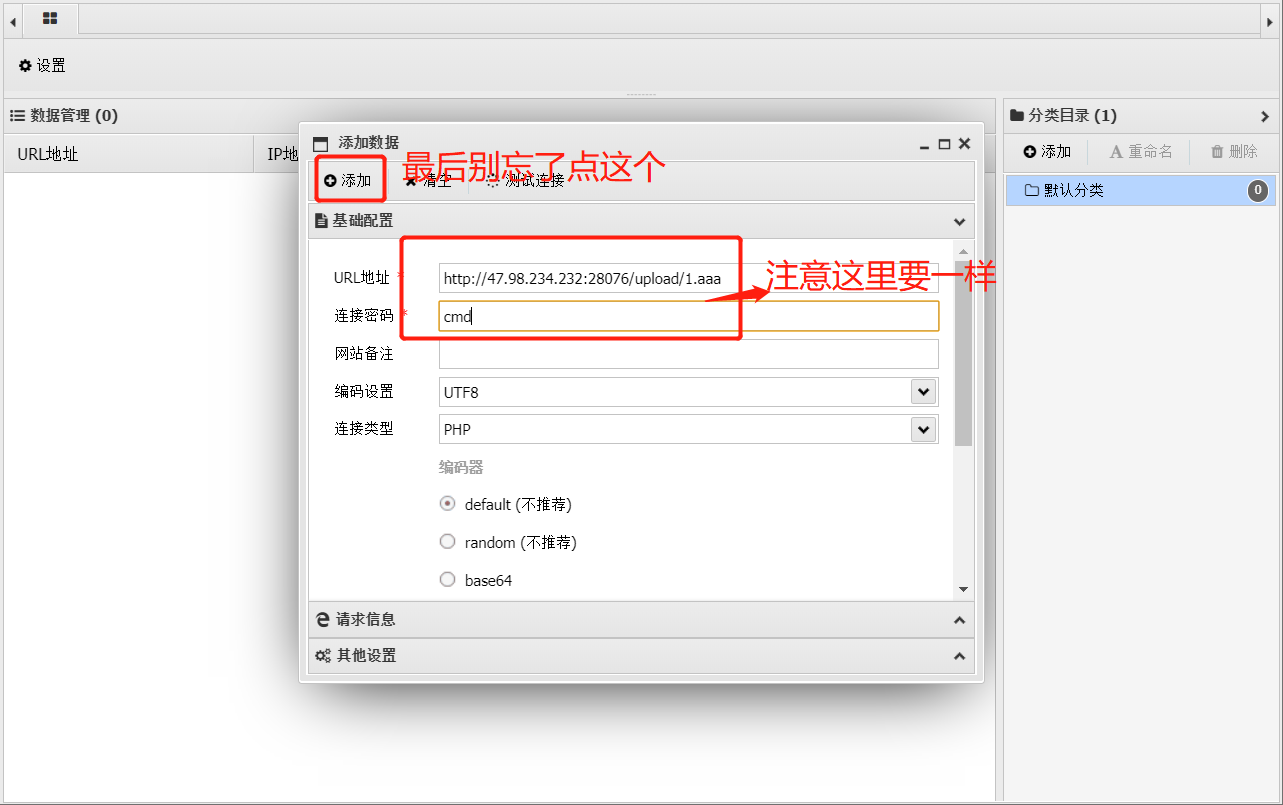 设置
数据管理 (0)
URL地址
IP地
分类目录 (1)
添加
重命名
删除
默认分类
0
添加数据
添加
清空
测试连接
最后别忘了点这个
基础配置
URL地址 *
http://47.98.234.232:28076/upload/1.aaa
注意这里要一样
连接密码 *
cmd
网站备注
编码设置
UTF8
连接类型
PHP
编码器
default (不推荐)
random (不推荐)
base64
请求信息
其他设置